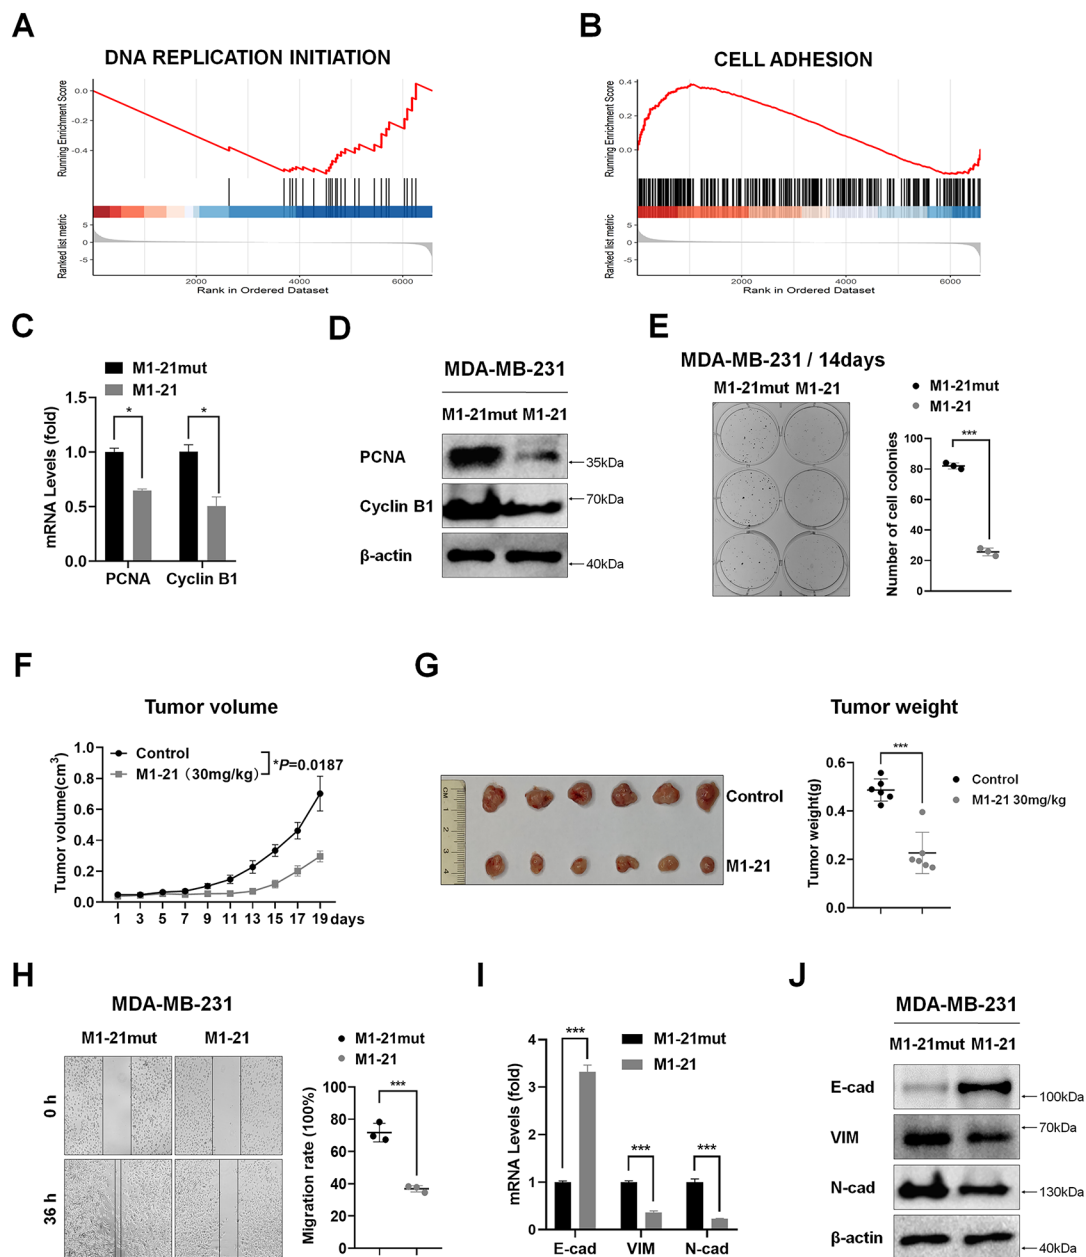 A
DNA REPLICATION INITIATION
Running Enrichment Score
0.0
-0.2
-0.4
Ranked list metric
5
0
-5
2000
4000
6000
Rank in Ordered Dataset
B
CELL ADHESION
Running Enrichment Score
0.4
0.2
0.0
Ranked list metric
5
0
-5
2000
4000
6000
Rank in Ordered Dataset
C
M1-21mut
M1-21
mRNA Levels (fold)
1.5
1.0
0.5
0.0
*
*
PCNA
Cyclin B1
D
MDA-MB-231
M1-21mut M1-21
PCNA
←35kDa
Cyclin B1
←70kDa
β-actin
←40kDa
E
MDA-MB-231 / 14days
M1-21mut M1-21
M1-21mut
M1-21
Number of cell colonies
100
80
60
40
20
0
***
F
Tumor volume
Tumor volume(cm3)
1.0
0.8
0.6
0.4
0.2
0.0
Control
M1-21（30mg/kg）
*P=0.0187
1 3 5 7 9 11 13 15 17 19 days
G
CM
1
2
3
4
Control
M1-21
Tumor weight
Tumor weight(g)
0.6
0.4
0.2
0.0
***
Control
M1-21 30mg/kg
H
MDA-MB-231
M1-21mut M1-21
0 h
36 h
M1-21mut
M1-21
Migration rate (100%)
100
80
60
40
20
0
***
I
mRNA Levels (fold)
4
3
2
1
0
M1-21mut
M1-21
***
***
***
E-cad
VIM
N-cad
J
MDA-MB-231
M1-21mut M1-21
E-cad
←100kDa
VIM
←70kDa
N-cad
←130kDa
β-actin
←40kDa